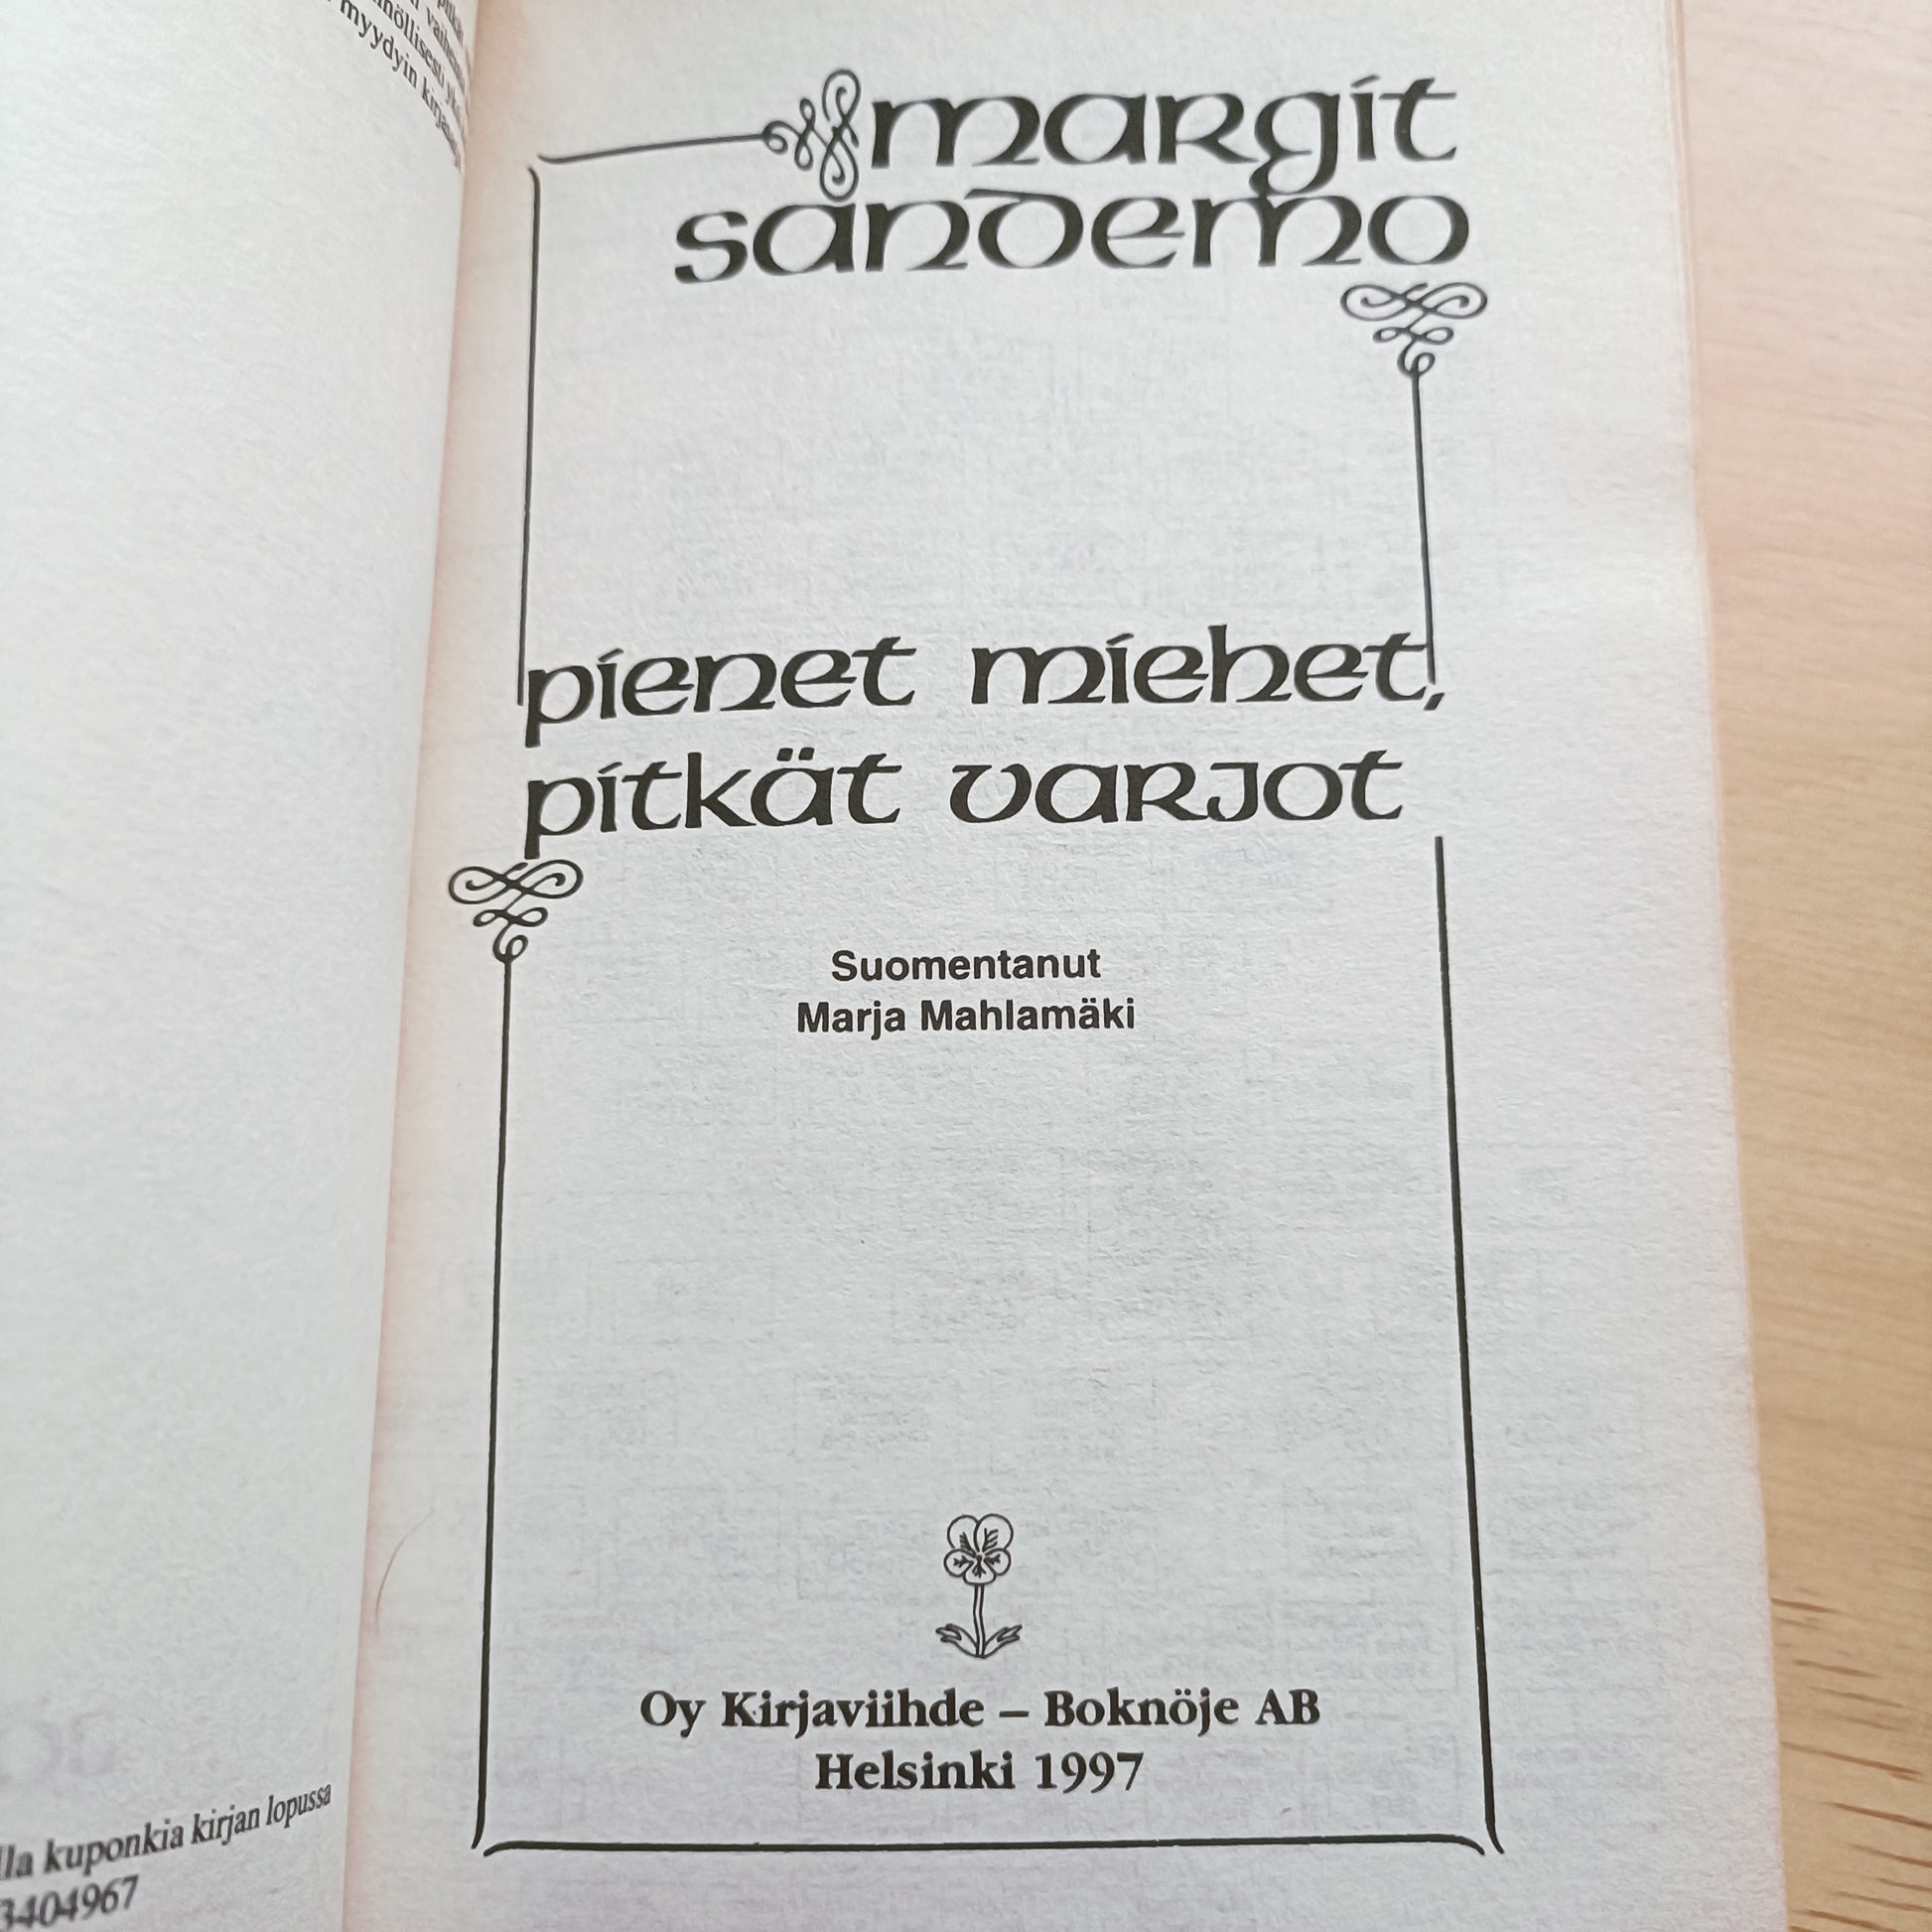 myydyin
lla kuponkia kirjan lopussa
3404967
margit
sandemo
pienet miehet,
pitkät varjot
Suomentanut
Marja Mahlamäki
Oy Kirjaviihde – Boknöje AB
Helsinki 1997